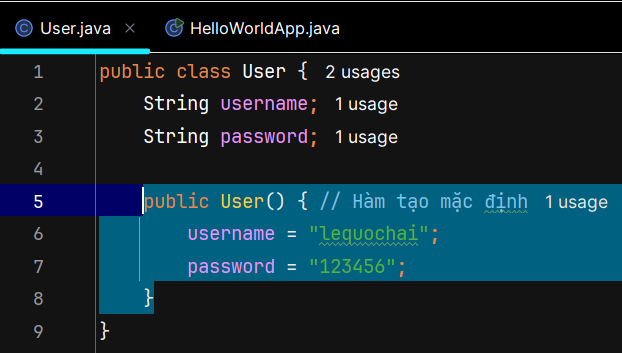 User.java
HelloWorldApp.java
1 public class User { 2 usages
2 String username; 1 usage
3 String password; 1 usage
4
5 public User() { // Hàm tạo mặc định 1 usage
6 username = "lequochai";
7 password = "123456";
8 }
9 }